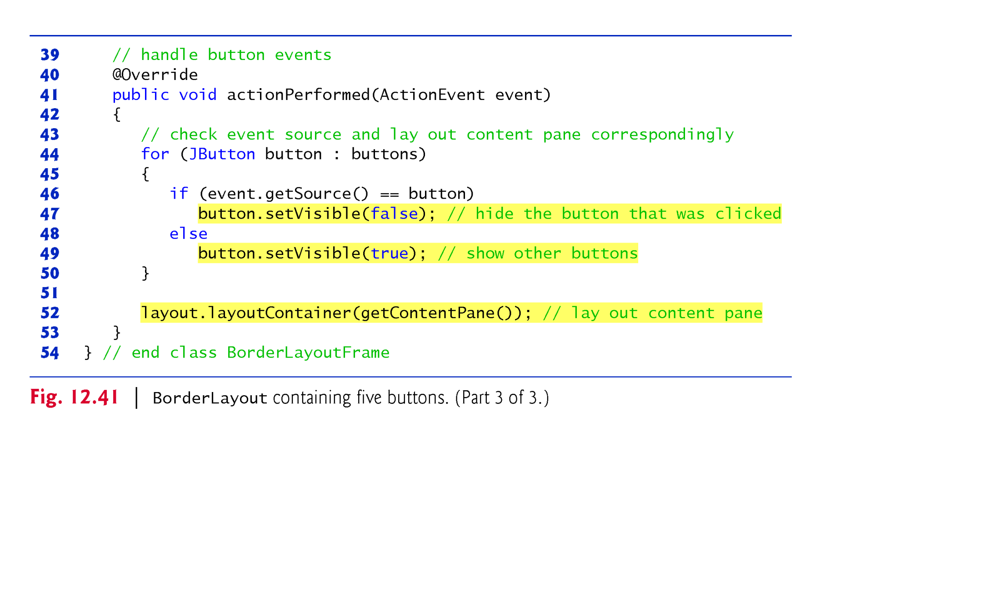 39 // handle button events
40 @Override
41 public void actionPerformed(ActionEvent event)
42 {
43 // check event source and lay out content pane correspondingly
44 for (JButton button : buttons)
45 {
46 if (event.getSource() == button)
47 button.setVisible(false); // hide the button that was clicked
48 else
49 button.setVisible(true); // show other buttons
50 }
51
52 layout.layoutContainer(getContentPane()); // lay out content pane
53 }
54 } // end class BorderLayoutFrame
Fig. 12.41 | BorderLayout containing five buttons. (Part 3 of 3.)